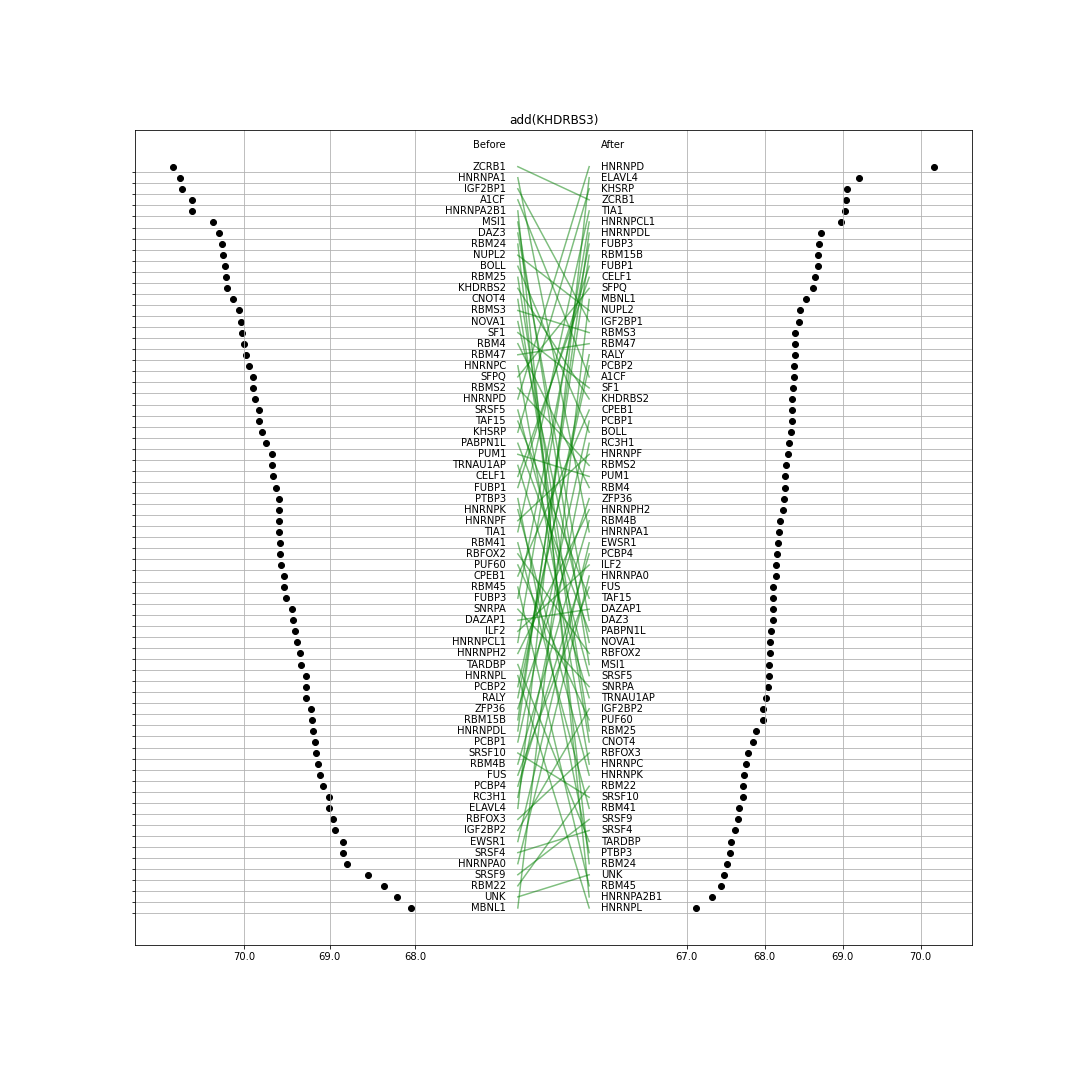 add(KHDRBS3)
Before After
ZCRB1 HNRNPD
HNRNPA1 ELAVL4
IGF2BP1 KHSRP
A1CF ZCRB1
HNRNPA2B1 TIA1
MSI1 HNRNPCL1
DAZ3 HNRNPDL
RBM24 FUBP3
NUPL2 RBM15B
BOLL FUBP1
RBM25 CELF1
KHDRBS2 SFPQ
CNOT4 MBNL1
RBMS3 NUPL2
NOVA1 IGF2BP1
SF1 RBMS3
RBM4 RBM47
RBM47 RALY
HNRNPC PCBP2
SFPQ A1CF
RBMS2 SF1
HNRNPD KHDRBS2
SRSF5 CPEB1
TAF15 PCBP1
KHSRP BOLL
PABPN1L RC3H1
PUM1 HNRNPF
TRNAU1AP RBMS2
CELF1 PUM1
FUBP1 RBM4
PTBP3 ZFP36
HNRNPK HNRNPH2
HNRNPF RBM4B
TIA1 HNRNPA1
RBM41 EWSR1
RBFOX2 PCBP4
PUF60 ILF2
CPEB1 HNRNPA0
RBM45 FUS
FUBP3 TAF15
SNRPA DAZAP1
DAZAP1 DAZ3
ILF2 PABPN1L
HNRNPCL1 NOVA1
HNRNPH2 RBFOX2
TARDBP MSI1
HNRNPL SRSF5
PCBP2 SNRPA
RALY TRNAU1AP
ZFP36 IGF2BP2
RBM15B PUF60
HNRNPDL RBM25
PCBP1 CNOT4
SRSF10 RBFOX3
RBM4B HNRNPC
FUS HNRNPK
PCBP4 RBM22
RC3H1 SRSF10
ELAVL4 RBM41
RBFOX3 SRSF9
IGF2BP2 SRSF4
EWSR1 TARDBP
SRSF4 PTBP3
HNRNPA0 RBM24
SRSF9 UNK
RBM22 RBM45
UNK HNRNPA2B1
MBNL1 HNRNPL
70.0 69.0 68.0 67.0 68.0 69.0 70.0